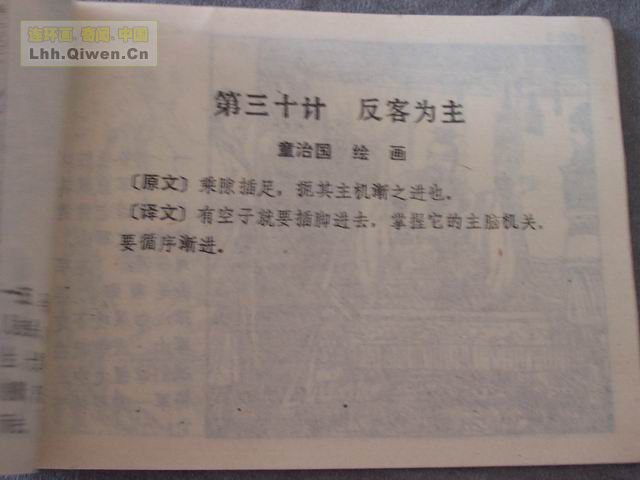 连环画.奇闻.中国
Lhh.Qiwen.Cn
第三十计 反客为主
童治国 绘 画
〔原文〕乘隙插足，扼其主机渐之进也。
〔译文〕有空子就要插脚进去，掌握它的主脑机关，
要循序渐进。